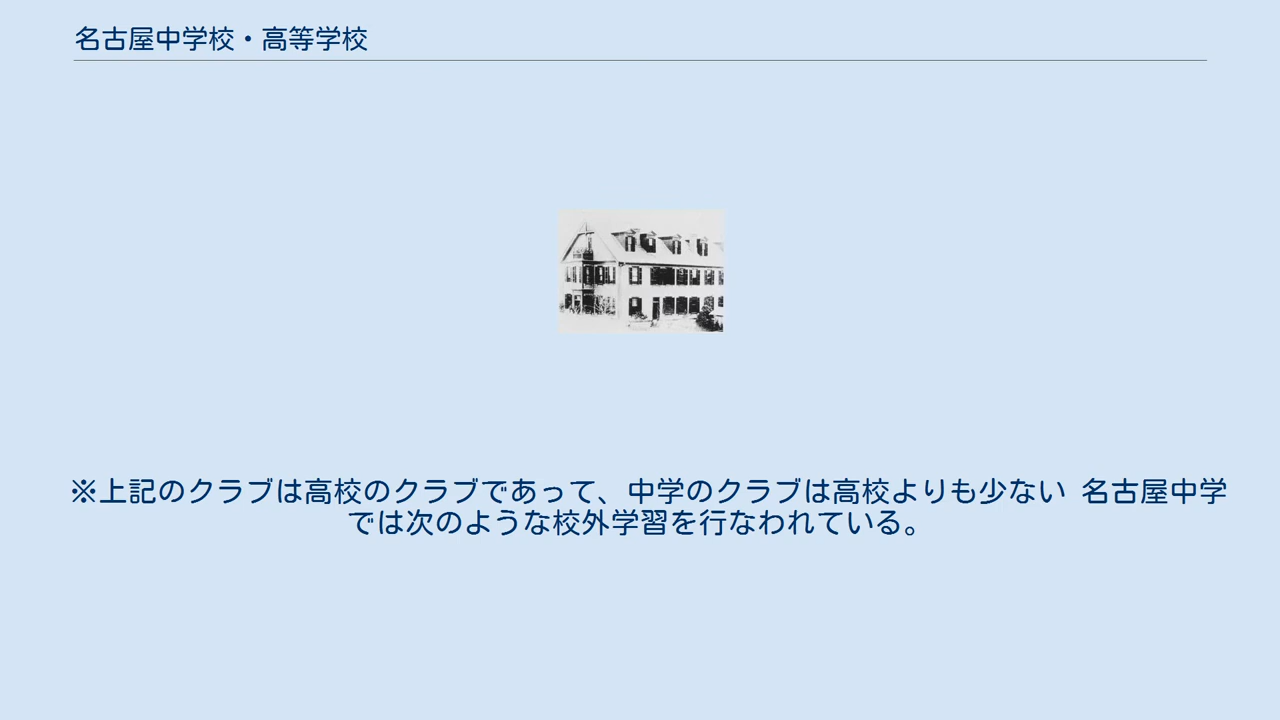 名古屋中学校・高等学校
※上記のクラブは高校のクラブであって、中学のクラブは高校よりも少ない 名古屋中学
では次のような校外学習を行なわれている。